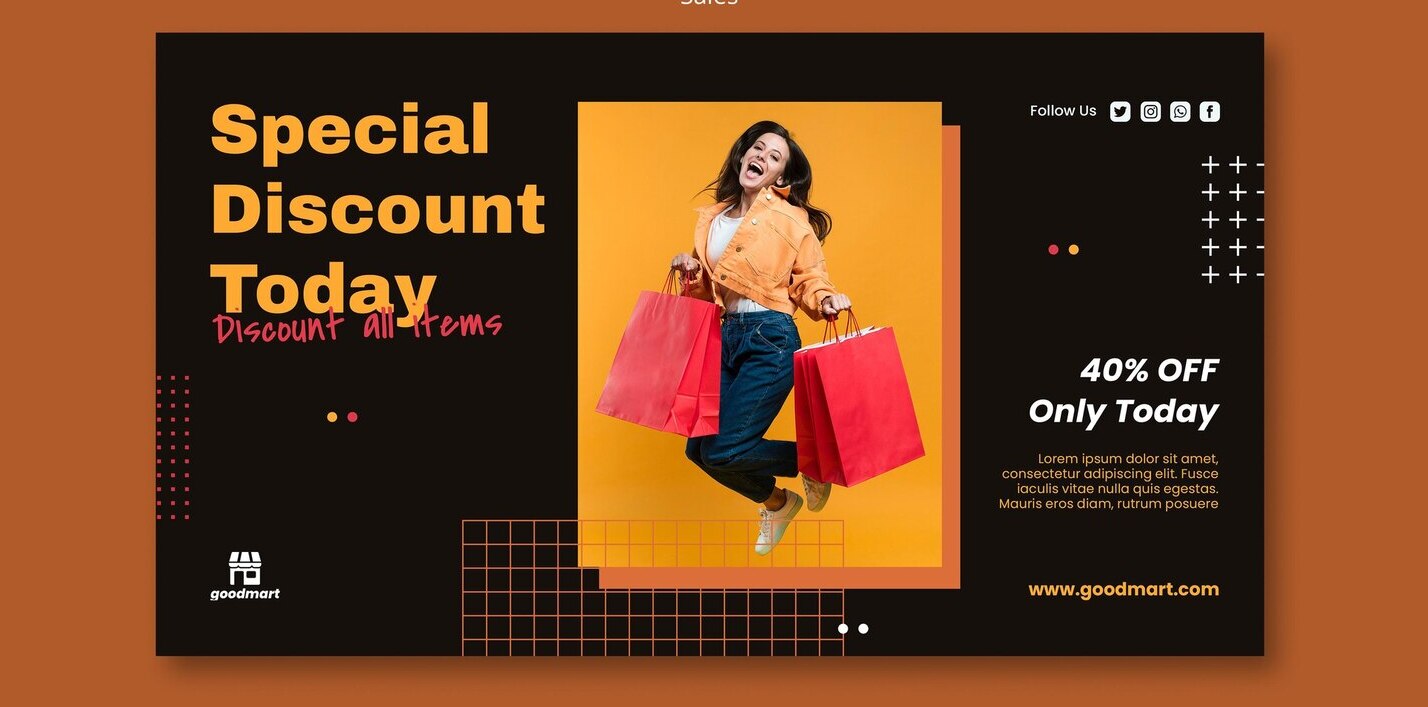 Sales
Special
Discount
Today
Discount all items
Follow Us
40% OFF
Only Today
Lorem ipsum dolor sit amet,
consectetur adipiscing elit. Fusce
iaculis vitae nulla quis egestas.
Mauris eros diam, rutrum posuere
goodmart
www.goodmart.com